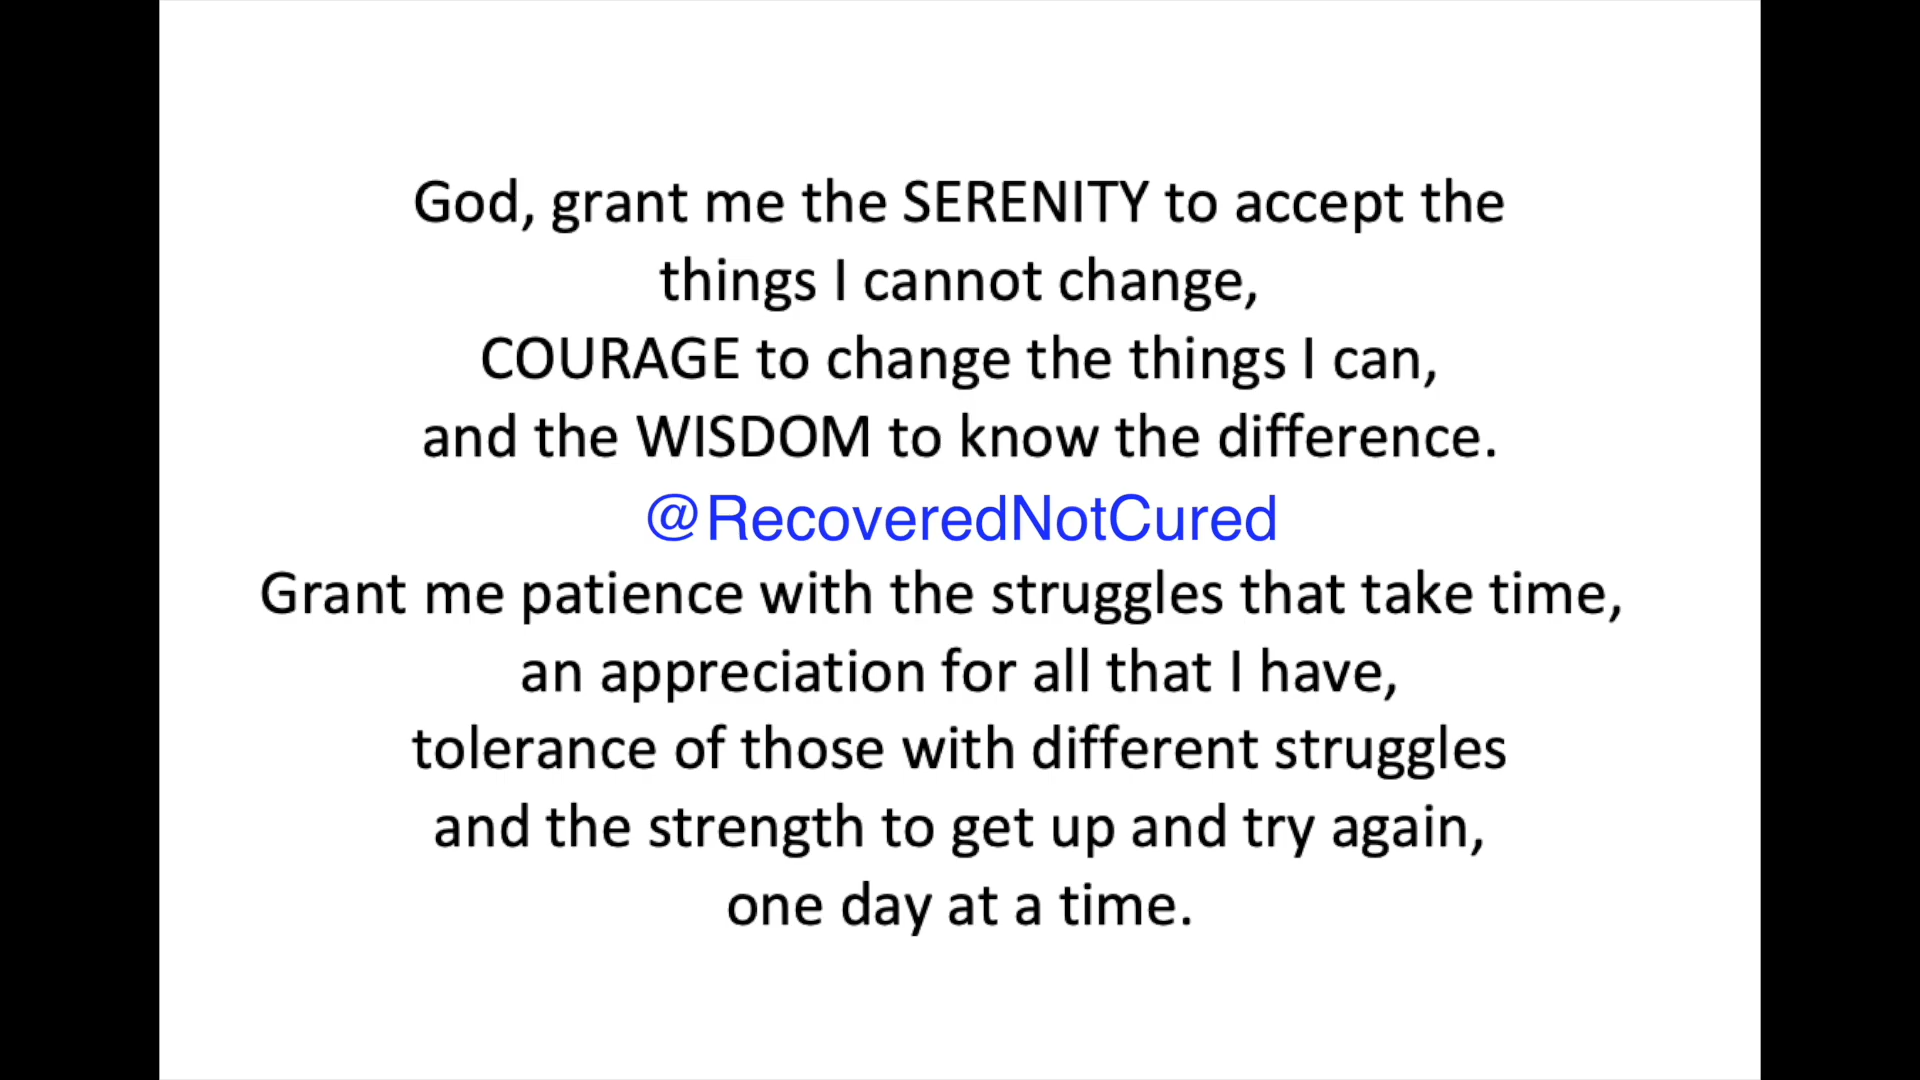 God, grant me the SERENITY to accept the
things I cannot change,
COURAGE to change the things I can,
and the WISDOM to know the difference.
@RecoveredNotCured
Grant me patience with the struggles that take time,
an appreciation for all that I have,
tolerance of those with different struggles
and the strength to get up and try again,
one day at a time.